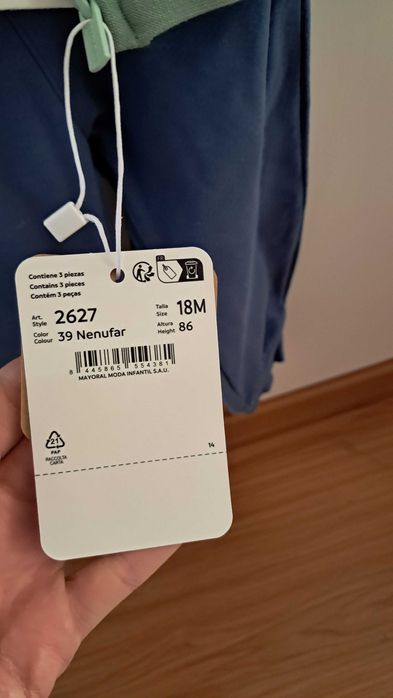 Contiene 3 piezas
Contains 3 pieces
Contém 3 peças
FR
Art. Style 2627
Talla Size 18M
Color Colour 39 Nenufar
Altura Height 86
8 445865 554381
MAYORAL MODA INFANTIL S.A.U.
21
PAP
RACCOLTA
CARTA
14